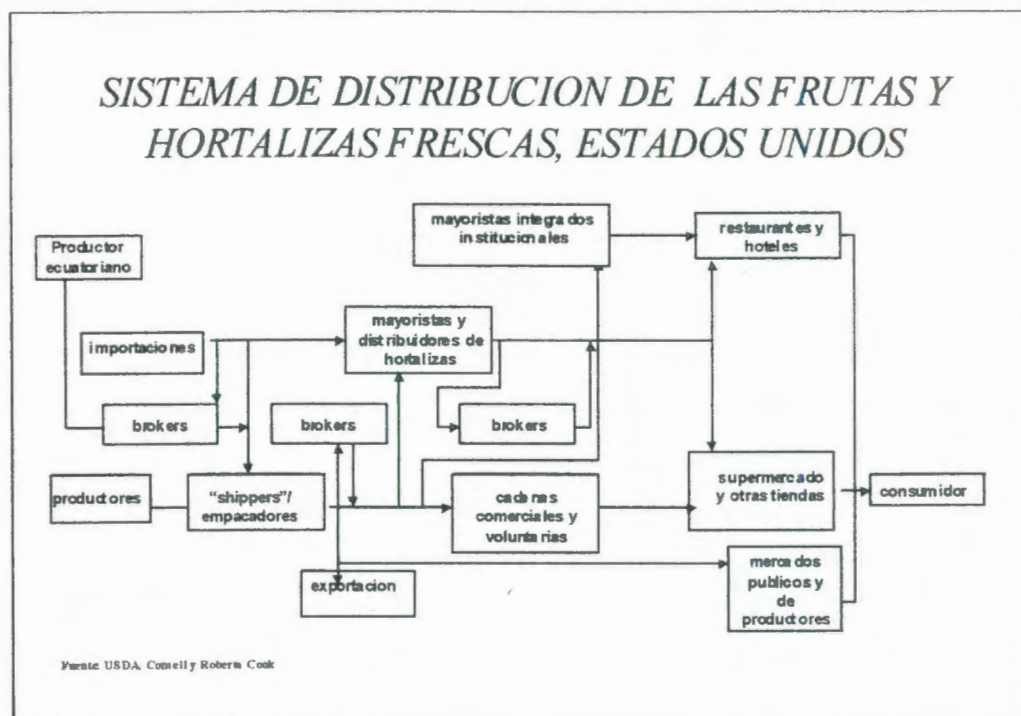 SISTEMA DE DISTRIBUCION DE LAS FRUTAS Y
HORTALIZAS FRESCAS, ESTADOS UNIDOS
mayoristas integrados
institucionales
restaurantes y
hoteles
Productor
ecuatoriano
importaciones
mayoristas y
distribuidores de
hortalizas
brokers
brokers
brokers
productores
"shippers"/
empacadores
cadenas
comerciales y
voluntarias
supermercado
y otras tiendas
consumidor
exportacion
mercados
publicos y
de
productores
Fuente USDA, Cornell y Roberta Cook